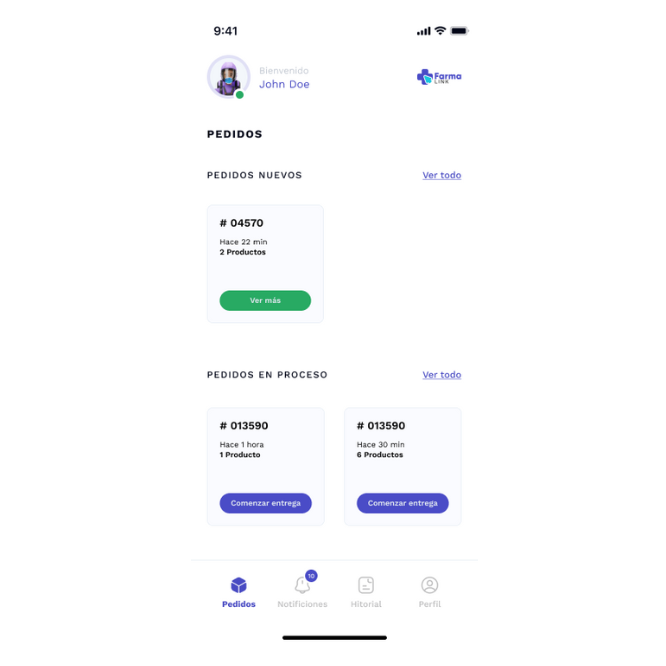 9:41
Bienvenido
John Doe
Farma
LINK
PEDIDOS
PEDIDOS NUEVOS
Ver todo
# 04570
Hace 22 min
2 Productos
Ver más
PEDIDOS EN PROCESO
Ver todo
# 013590
Hace 1 hora
1 Producto
Comenzar entrega
# 013590
Hace 30 min
6 Productos
Comenzar entrega
10
Pedidos
Notificiones
Hitorial
Perfil